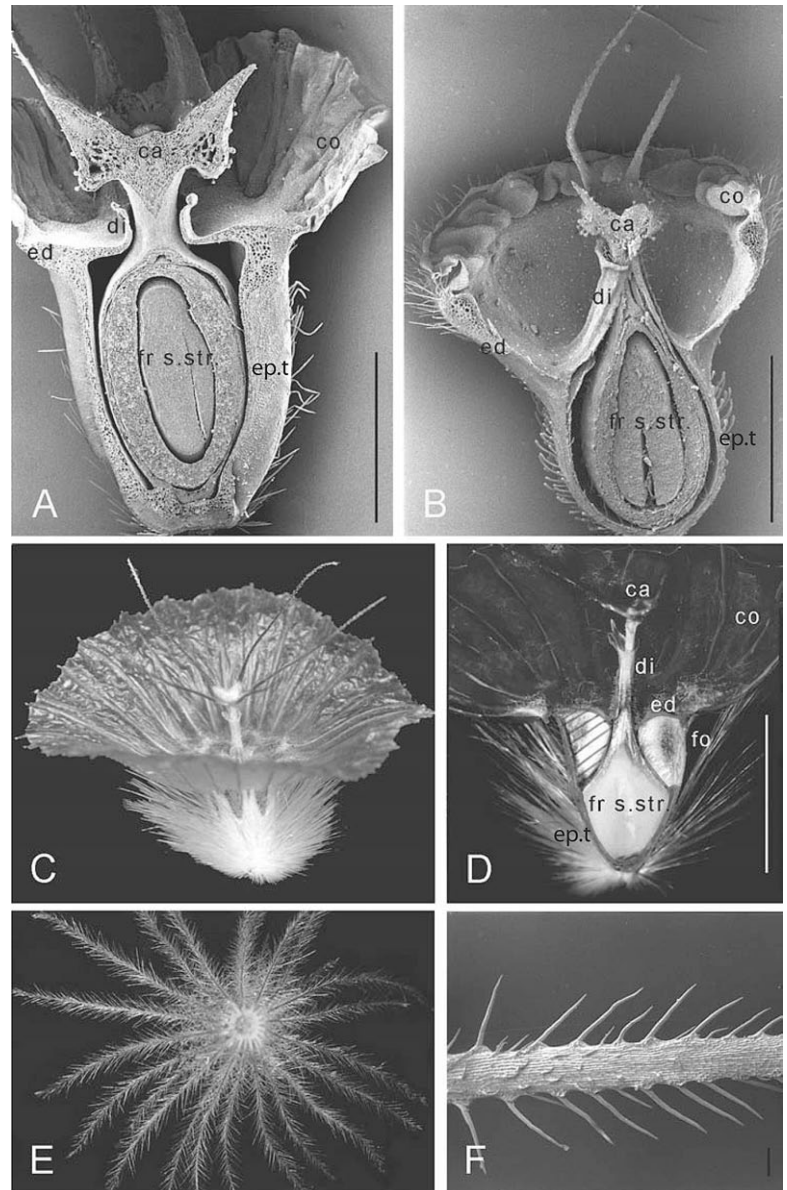 ca
co
di
ed
fr s.str.
ep.t
A
ca
co
di
ed
fr s.str.
ep.t
B
C
ca
co
di
ed
fo
fr s.str.
ep.t
D
E
F